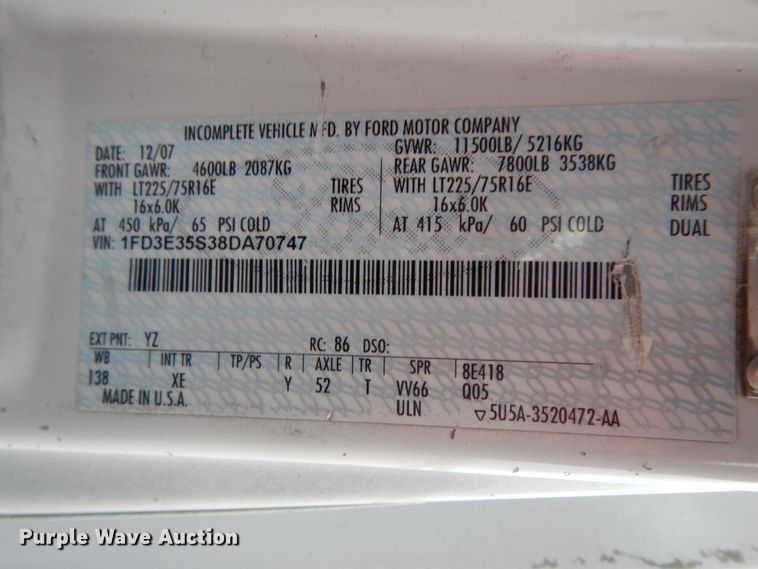 INCOMPLETE VEHICLE MFD. BY FORD MOTOR COMPANY
DATE: 12/07 GVWR: 11500LB/ 5216KG
FRONT GAWR: 4600LB 2087KG REAR GAWR: 7800LB 3538KG
WITH LT225/75R16E TIRES WITH LT225/75R16E TIRES
16x6.0K RIMS 16x6.0K RIMS
AT 450 kPa/ 65 PSI COLD AT 415 kPa/ 60 PSI COLD DUAL
VIN: 1FD3E35S38DA70747
EXT PNT: YZ RC: 86 DSO:
WB INT TR TP/PS R AXLE TR SPR 8E418
138 XE Y 52 T VV66 Q05
MADE IN U.S.A. ULN 5U5A-3520472-AA
Purple Wave Auction